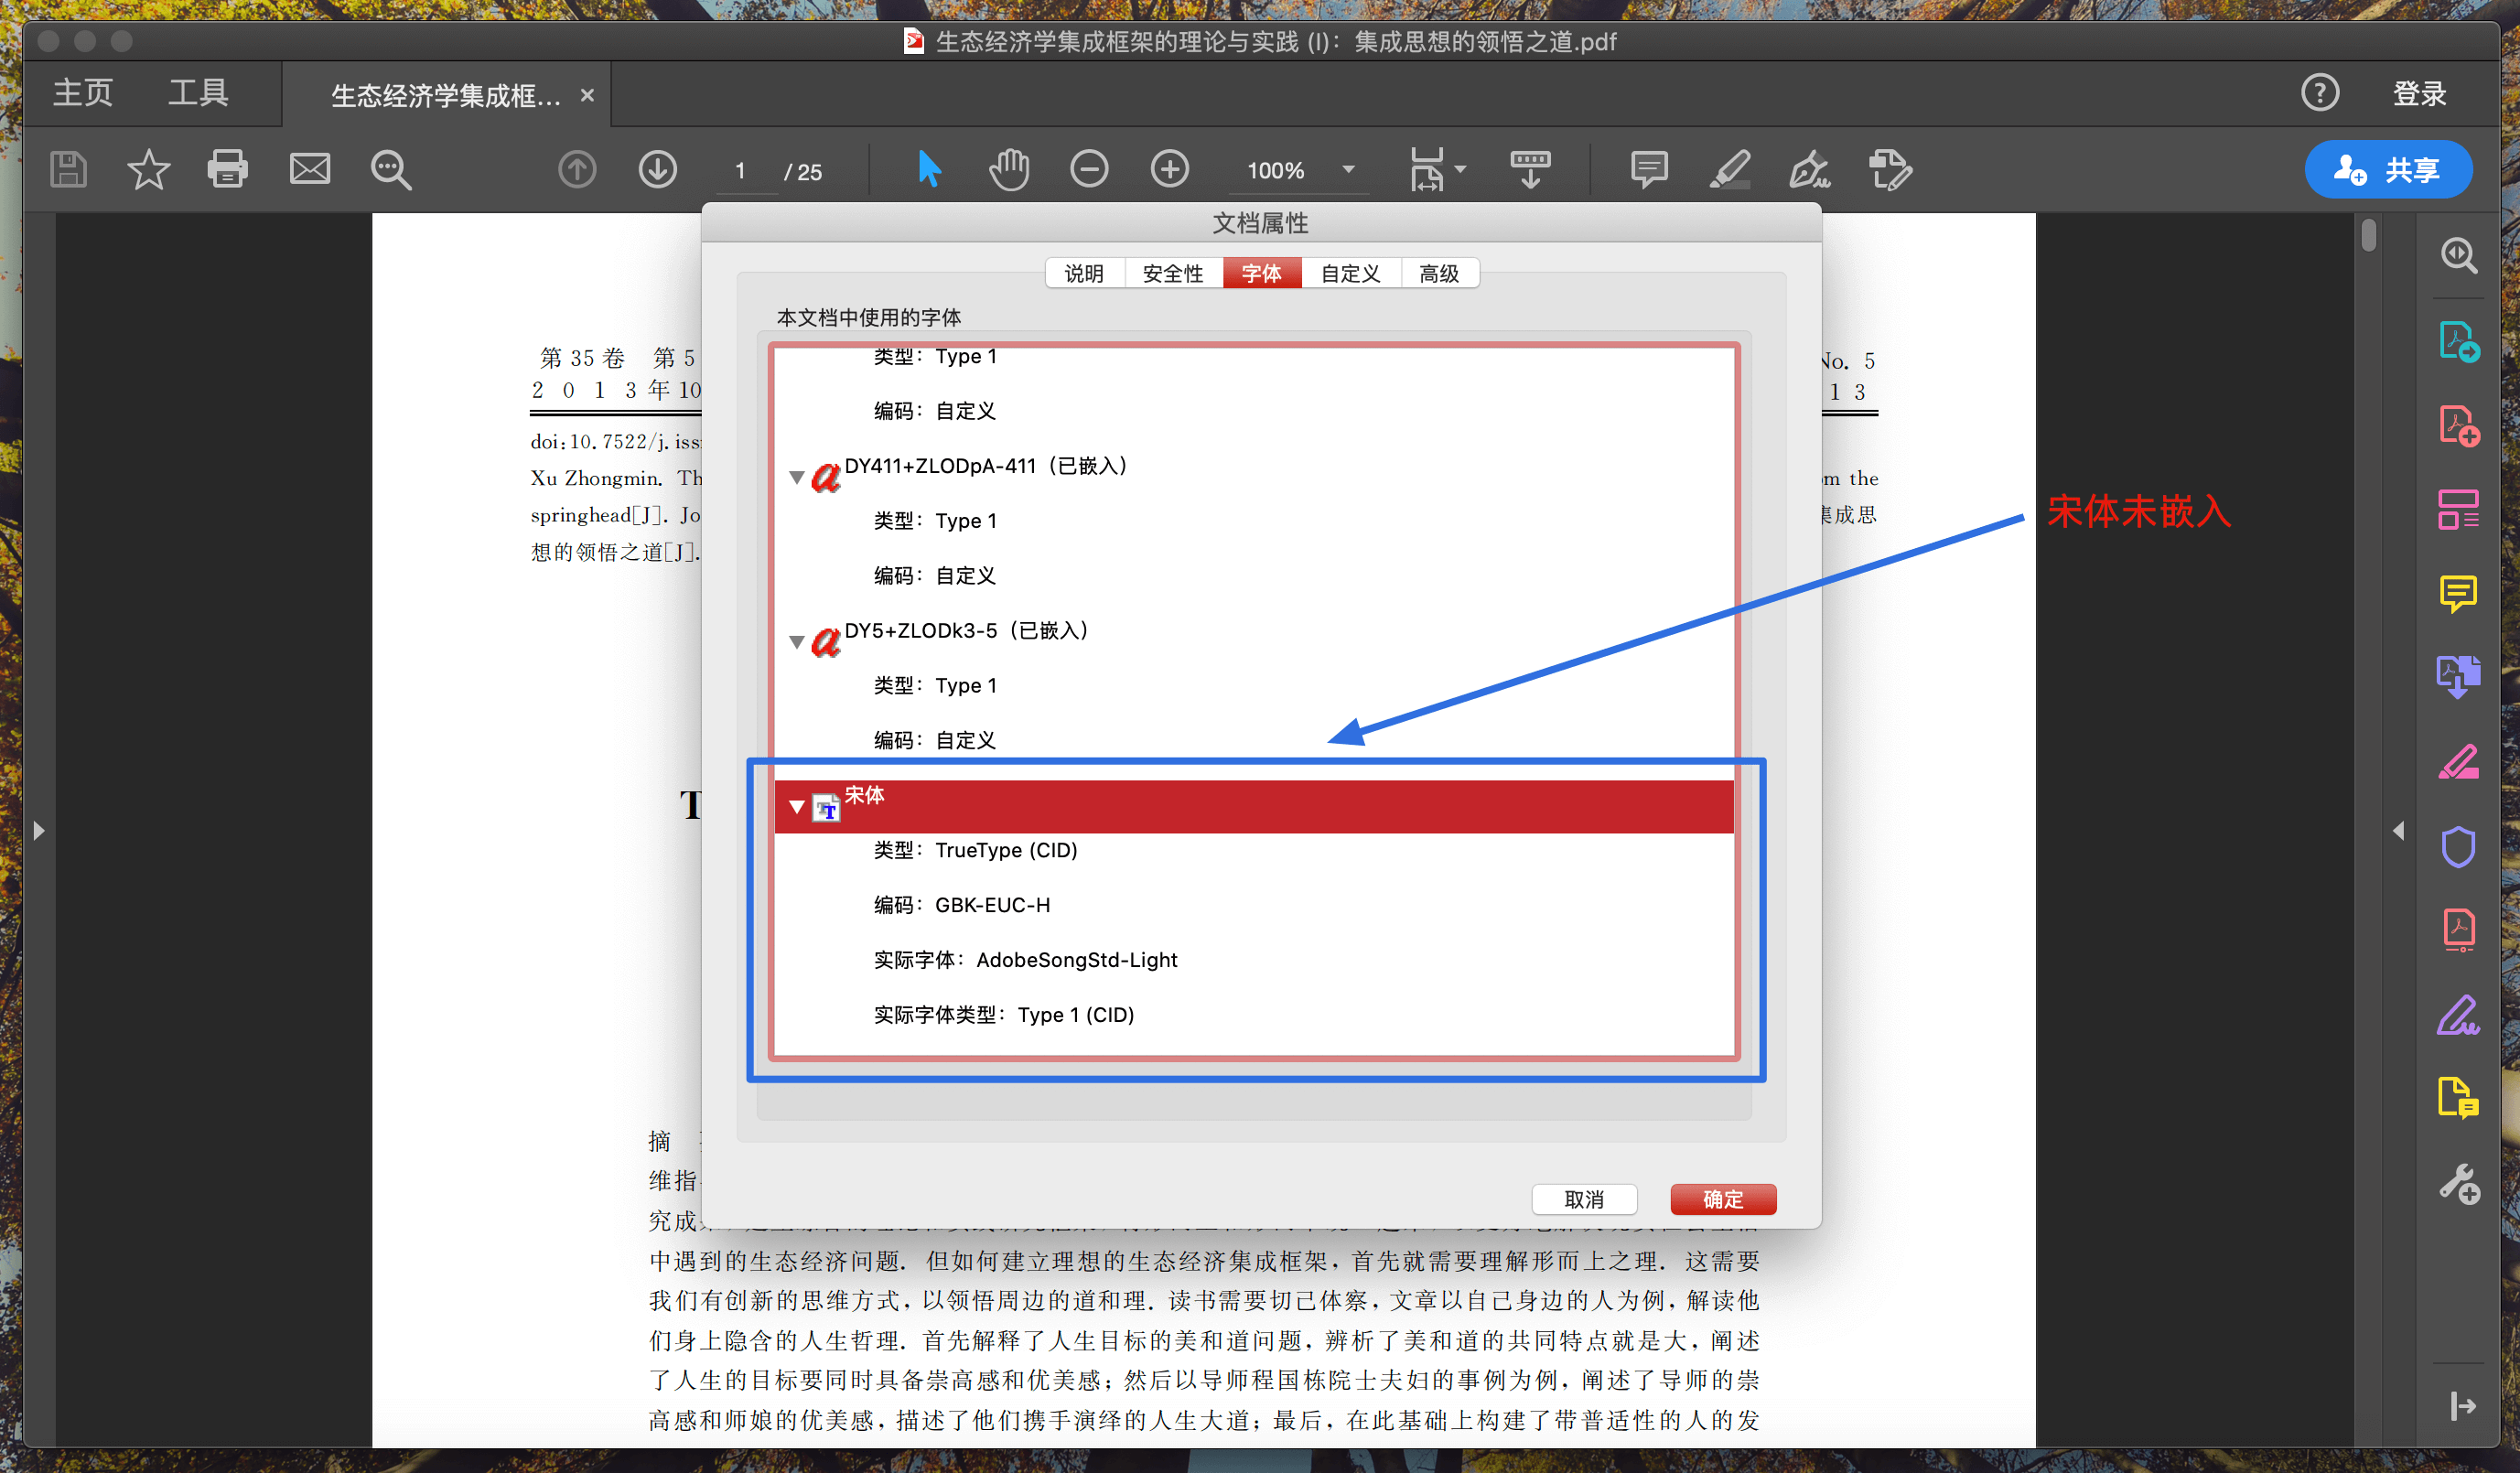 生态经济学集成框架的理论与实践 (I)：集成思想的领悟之道.pdf
主页 工具 生态经济学集成框... × ? 登录
1 / 25 100% 共享
文档属性
说明 安全性 字体 自定义 高级
本文档中使用的字体
类型：Type 1
编码：自定义
DY411+ZLODpA-411（已嵌入）
类型：Type 1
编码：自定义
DY5+ZLODk3-5（已嵌入）
类型：Type 1
编码：自定义
宋体
类型：TrueType (CID)
编码：GBK-EUC-H
实际字体：AdobeSongStd-Light
实际字体类型：Type 1 (CID)
取消 确定
宋体未嵌入
第 35 卷 第 5
No. 5
2 0 1 3 年 10
1 3
doi:10.7522/j.iss
Xu Zhongmin. Th
om the
springhead[J]. Jo
集成思
想的领悟之道[J].
T
摘
维指
究成
中遇到的生态经济问题. 但如何建立理想的生态经济集成框架, 首先就需要理解形而上之理. 这需要
我们有创新的思维方式, 以领悟周边的道和理. 读书需要切己体察, 文章以自己身边的人为例, 解读他
们身上隐含的人生哲理. 首先解释了人生目标的美和道问题, 辨析了美和道的共同特点就是大, 阐述
了人生的目标要同时具备崇高感和优美感; 然后以导师程国栋院士夫妇的事例为例, 阐述了导师的崇
高感和师娘的优美感, 描述了他们携手演绎的人生大道; 最后, 在此基础上构建了带普适性的人的发